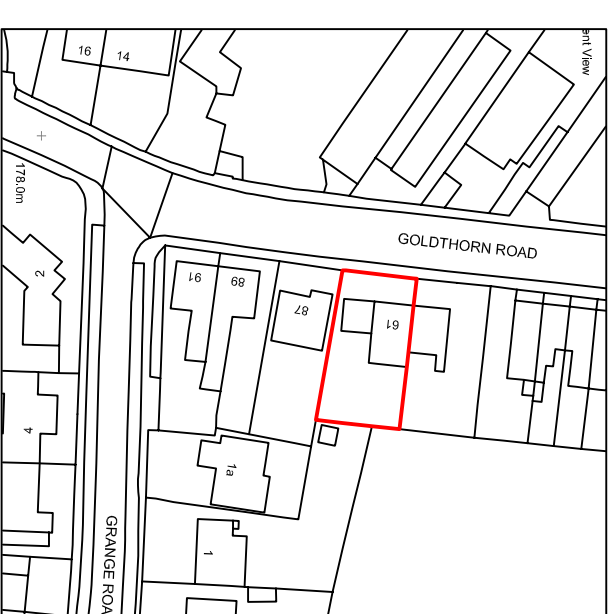 16
14
ent View
178.0m
GOLDTHORN ROAD
2
91
89
87
61
4
1a
1
GRANGE ROA